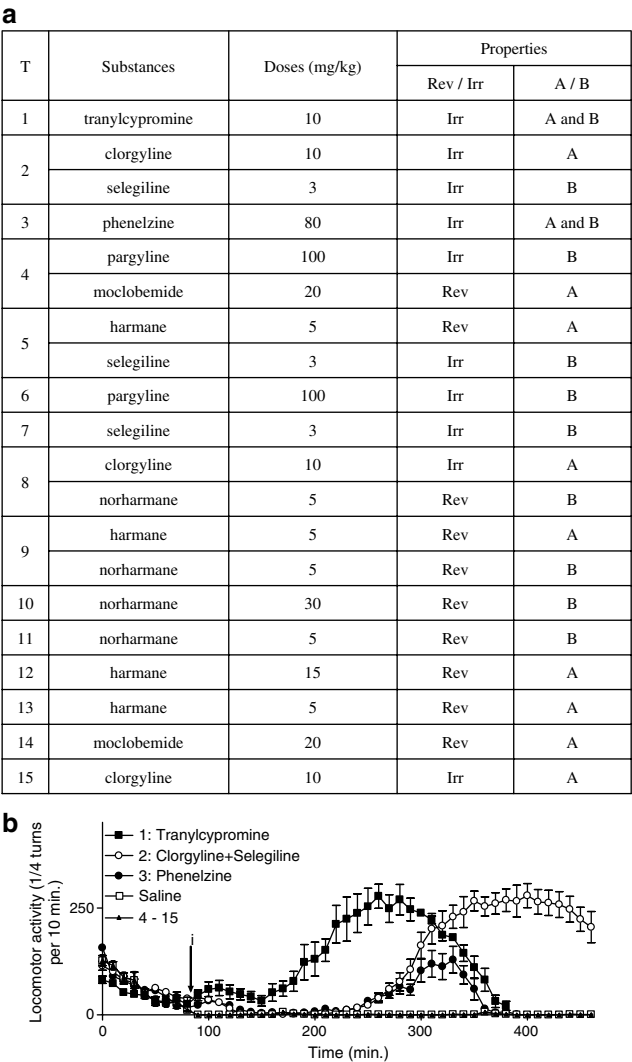 a
T Substances Doses (mg/kg) Properties
Rev / Irr A / B
1 tranylcypromine 10 Irr A and B
2 clorgyline 10 Irr A
selegiline 3 Irr B
3 phenelzine 80 Irr A and B
4 pargyline 100 Irr B
moclobemide 20 Rev A
5 harmane 5 Rev A
selegiline 3 Irr B
6 pargyline 100 Irr B
7 selegiline 3 Irr B
8 clorgyline 10 Irr A
norharmane 5 Rev B
9 harmane 5 Rev A
norharmane 5 Rev B
10 norharmane 30 Rev B
11 norharmane 5 Rev B
12 harmane 15 Rev A
13 harmane 5 Rev A
14 moclobemide 20 Rev A
15 clorgyline 10 Irr A
b
Locomotor activity (1/4 turns
per 10 min.)
1: Tranylcypromine
2: Clorgyline+Selegiline
3: Phenelzine
Saline
4 - 15
250
i
0
0 100 200 300 400
Time (min.)